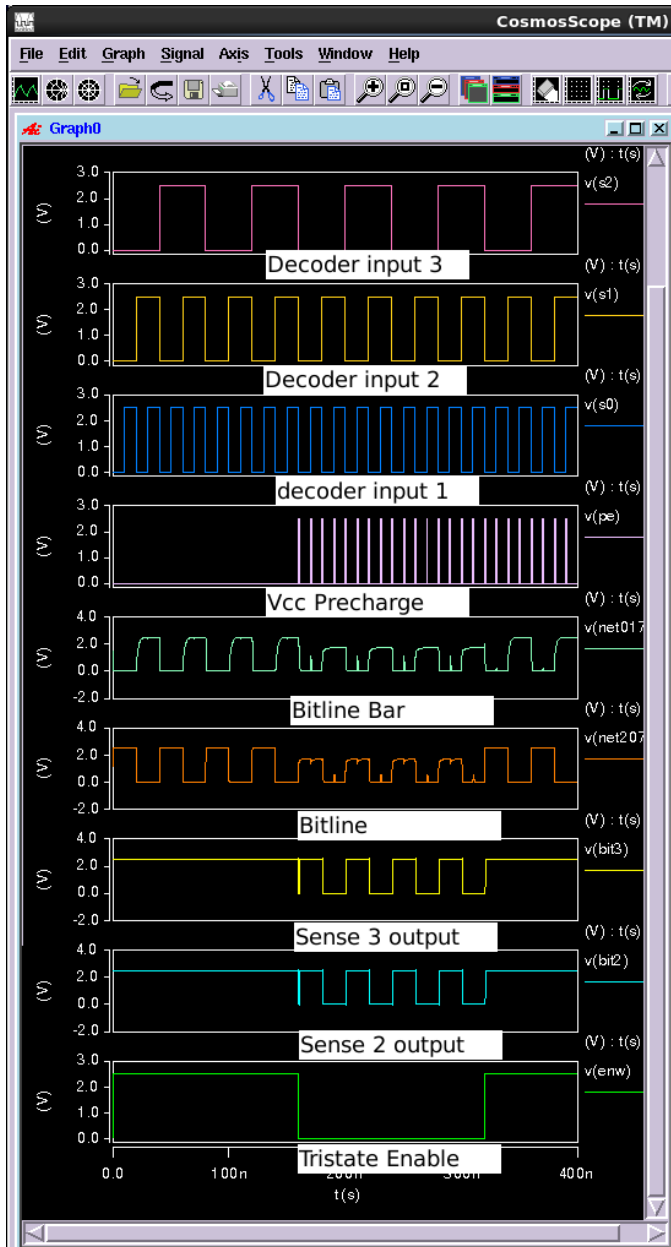 CosmosScope (TM)
File Edit Graph Signal Axis Tools Window Help
Graph0
(V) : t(s)
v(s2)
3.0
2.0
1.0
0.0
(V)
Decoder input 3
(V) : t(s)
v(s1)
3.0
2.0
1.0
0.0
(V)
Decoder input 2
(V) : t(s)
v(s0)
3.0
2.0
1.0
0.0
(V)
decoder input 1
(V) : t(s)
v(pe)
3.0
2.0
1.0
0.0
(V)
Vcc Precharge
(V) : t(s)
v(net017
4.0
2.0
0.0
-2.0
(V)
Bitline Bar
(V) : t(s)
v(net207
4.0
2.0
0.0
-2.0
(V)
Bitline
(V) : t(s)
v(bit3)
4.0
2.0
0.0
-2.0
(V)
Sense 3 output
(V) : t(s)
v(bit2)
4.0
2.0
0.0
-2.0
(V)
Sense 2 output
(V) : t(s)
v(enw)
3.0
2.0
1.0
0.0
(V)
Tristate Enable
0.0 100n 400n
t(s)